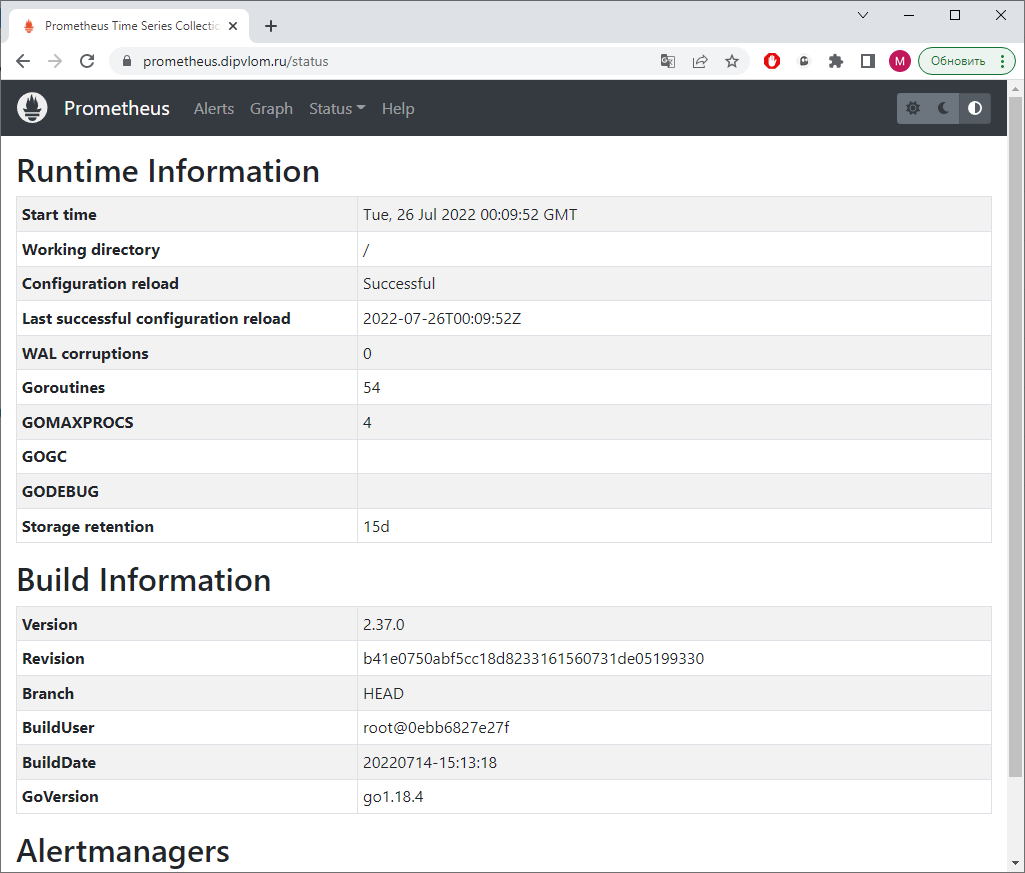 Prometheus Time Series Collectic
prometheus.dipvlom.ru/status
M
Обновить
Prometheus Alerts Graph Status Help
Runtime Information
Start time Tue, 26 Jul 2022 00:09:52 GMT
Working directory /
Configuration reload Successful
Last successful configuration reload 2022-07-26T00:09:52Z
WAL corruptions 0
Goroutines 54
GOMAXPROCS 4
GOGC
GODEBUG
Storage retention 15d
Build Information
Version 2.37.0
Revision b41e0750abf5cc18d8233161560731de05199330
Branch HEAD
BuildUser root@0ebb6827e27f
BuildDate 20220714-15:13:18
GoVersion go1.18.4
Alertmanagers